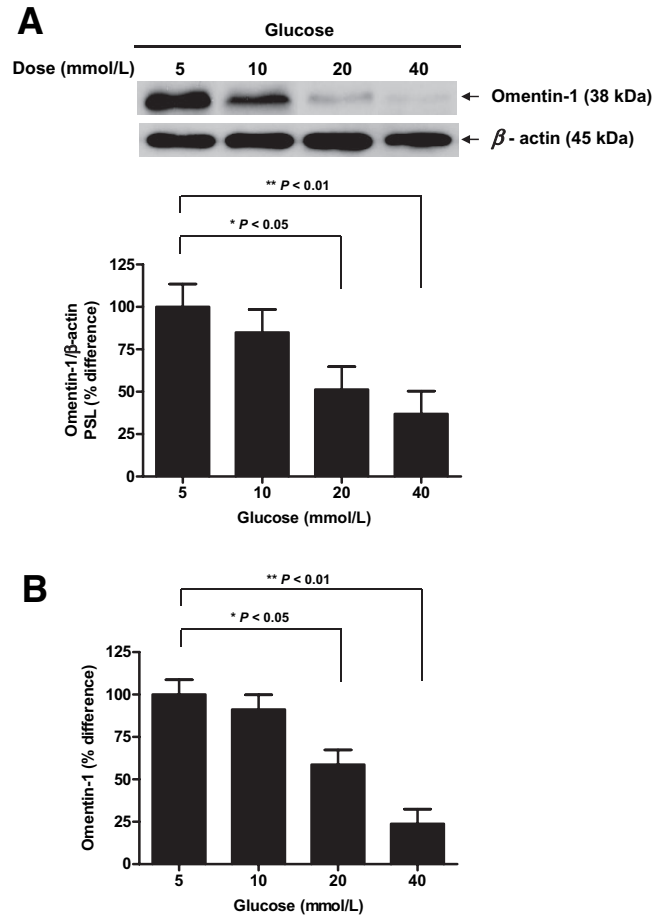 A
Glucose
Dose (mmol/L) 5 10 20 40
Omentin-1 (38 kDa)
β - actin (45 kDa)
** P < 0.01
* P < 0.05
Omentin-1/β-actin
PSL (% difference)
125
100
75
50
25
0
5 10 20 40
Glucose (mmol/L)
B
** P < 0.01
* P < 0.05
Omentin-1 (% difference)
125
100
75
50
25
0
5 10 20 40
Glucose (mmol/L)